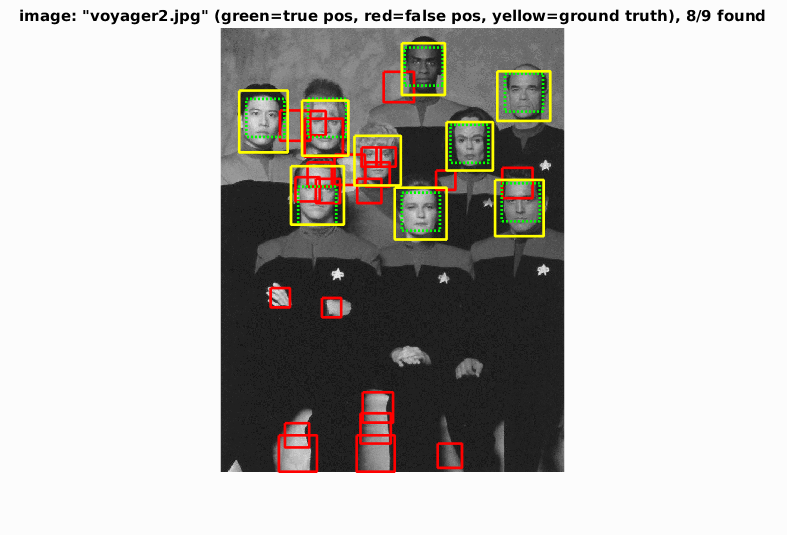 image: "voyager2.jpg" (green=true pos, red=false pos, yellow=ground truth), 8/9 found